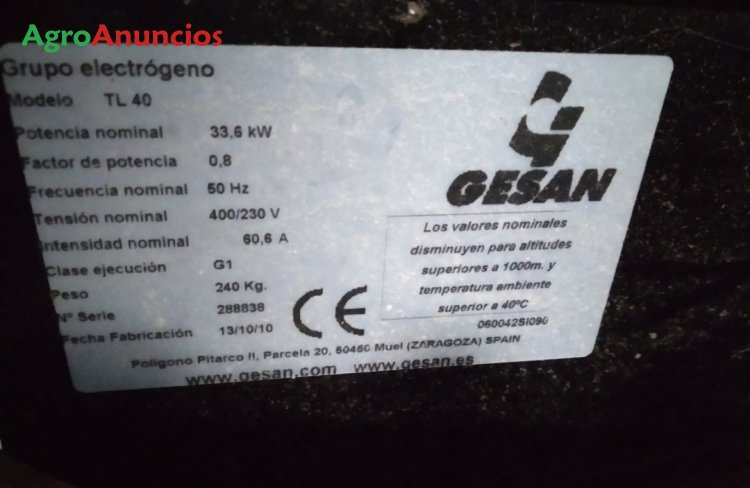 AgroAnuncios
Grupo electrógeno
Modelo TL 40
Potencia nominal 33,6 kW
Factor de potencia 0,8
Frecuencia nominal 50 Hz
Tensión nominal 400/230 V
Intensidad nominal 60,6 A
Clase ejecución G1
Peso 240 Kg.
Nº Serie 288838
Fecha Fabricación 13/10/10
CE
GESAN
Los valores nominales
disminuyen para altitudes
superiores a 1000m. y
temperatura ambiente
superior a 40ºC
060042SI090
Poligono Pitarco II, Parcela 20, 50450 Muel (ZARAGOZA) SPAIN
www.gesan.com www.gesan.es